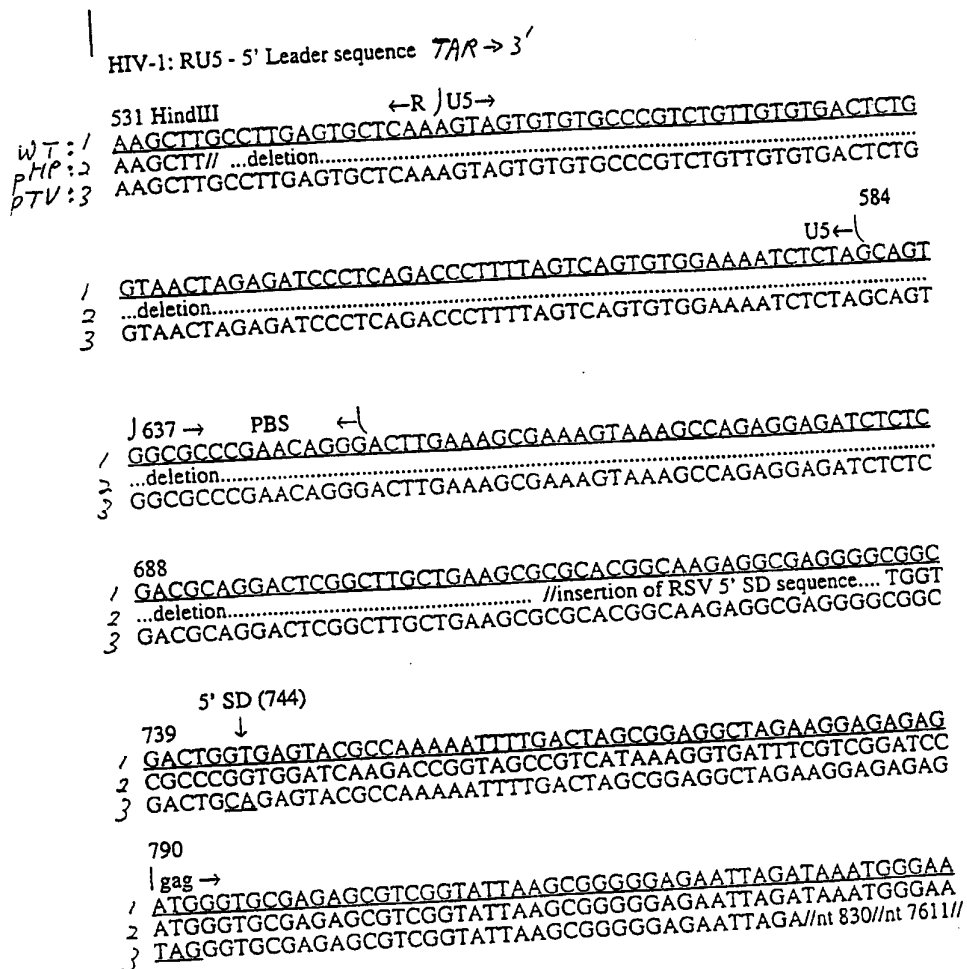 HIV-1: RU5 - 5' Leader sequence TAR → 3'
531 HindIII ←R U5→
WT: 1 AAGCTTGCCTTGAGTGCTCAAAGTAGTGTGTGCCCGTCTGTTGTGTGACTCTG
pHP: 2 AAGCTT// ...deletion...........................................................
pTV: 3 AAGCTTGCCTTGAGTGCTCAAAGTAGTGTGTGCCCGTCTGTTGTGTGACTCTG
584
U5←
1 GTAACTAGAGATCCCTCAGACCCTTTTAGTCAGTGTGGAAAATCTCTAGCAGT
2 ...deletion...........................................................
3 GTAACTAGAGATCCCTCAGACCCTTTTAGTCAGTGTGGAAAATCTCTAGCAGT
637 → PBS ←
1 GGCGCCCGAACAGGGACTTGAAAGCGAAAGTAAAGCCAGAGGAGATCTCTC
2 ...deletion...........................................................
3 GGCGCCCGAACAGGGACTTGAAAGCGAAAGTAAAGCCAGAGGAGATCTCTC
688
1 GACGCAGGACTCGGCTTGCTGAAGCGCGCACGGCAAGAGGCGAGGGGCGGC
2 ...deletion............................................ //insertion of RSV 5' SD sequence.... TGGT
3 GACGCAGGACTCGGCTTGCTGAAGCGCGCACGGCAAGAGGCGAGGGGCGGC
5' SD (744)
739 ↓
1 GACTGGTGAGTACGCCAAAAATTTTGACTAGCGGAGGCTAGAAGGAGAGAG
2 CGCCCGGTGGATCAAGACCGGTAGCCGTCATAAAGGTGATTTCGTCGGATCC
3 GACTGCAGAGTACGCCAAAAATTTTGACTAGCGGAGGCTAGAAGGAGAGAG
790
gag →
1 ATGGGTGCGAGAGCGTCGGTATTAAGCGGGGGAGAATTAGATAAATGGGAA
2 ATGGGTGCGAGAGCGTCGGTATTAAGCGGGGGAGAATTAGATAAATGGGAA
3 TAGGGTGCGAGAGCGTCGGTATTAAGCGGGGGAGAATTAGA//nt 830//nt 7611//